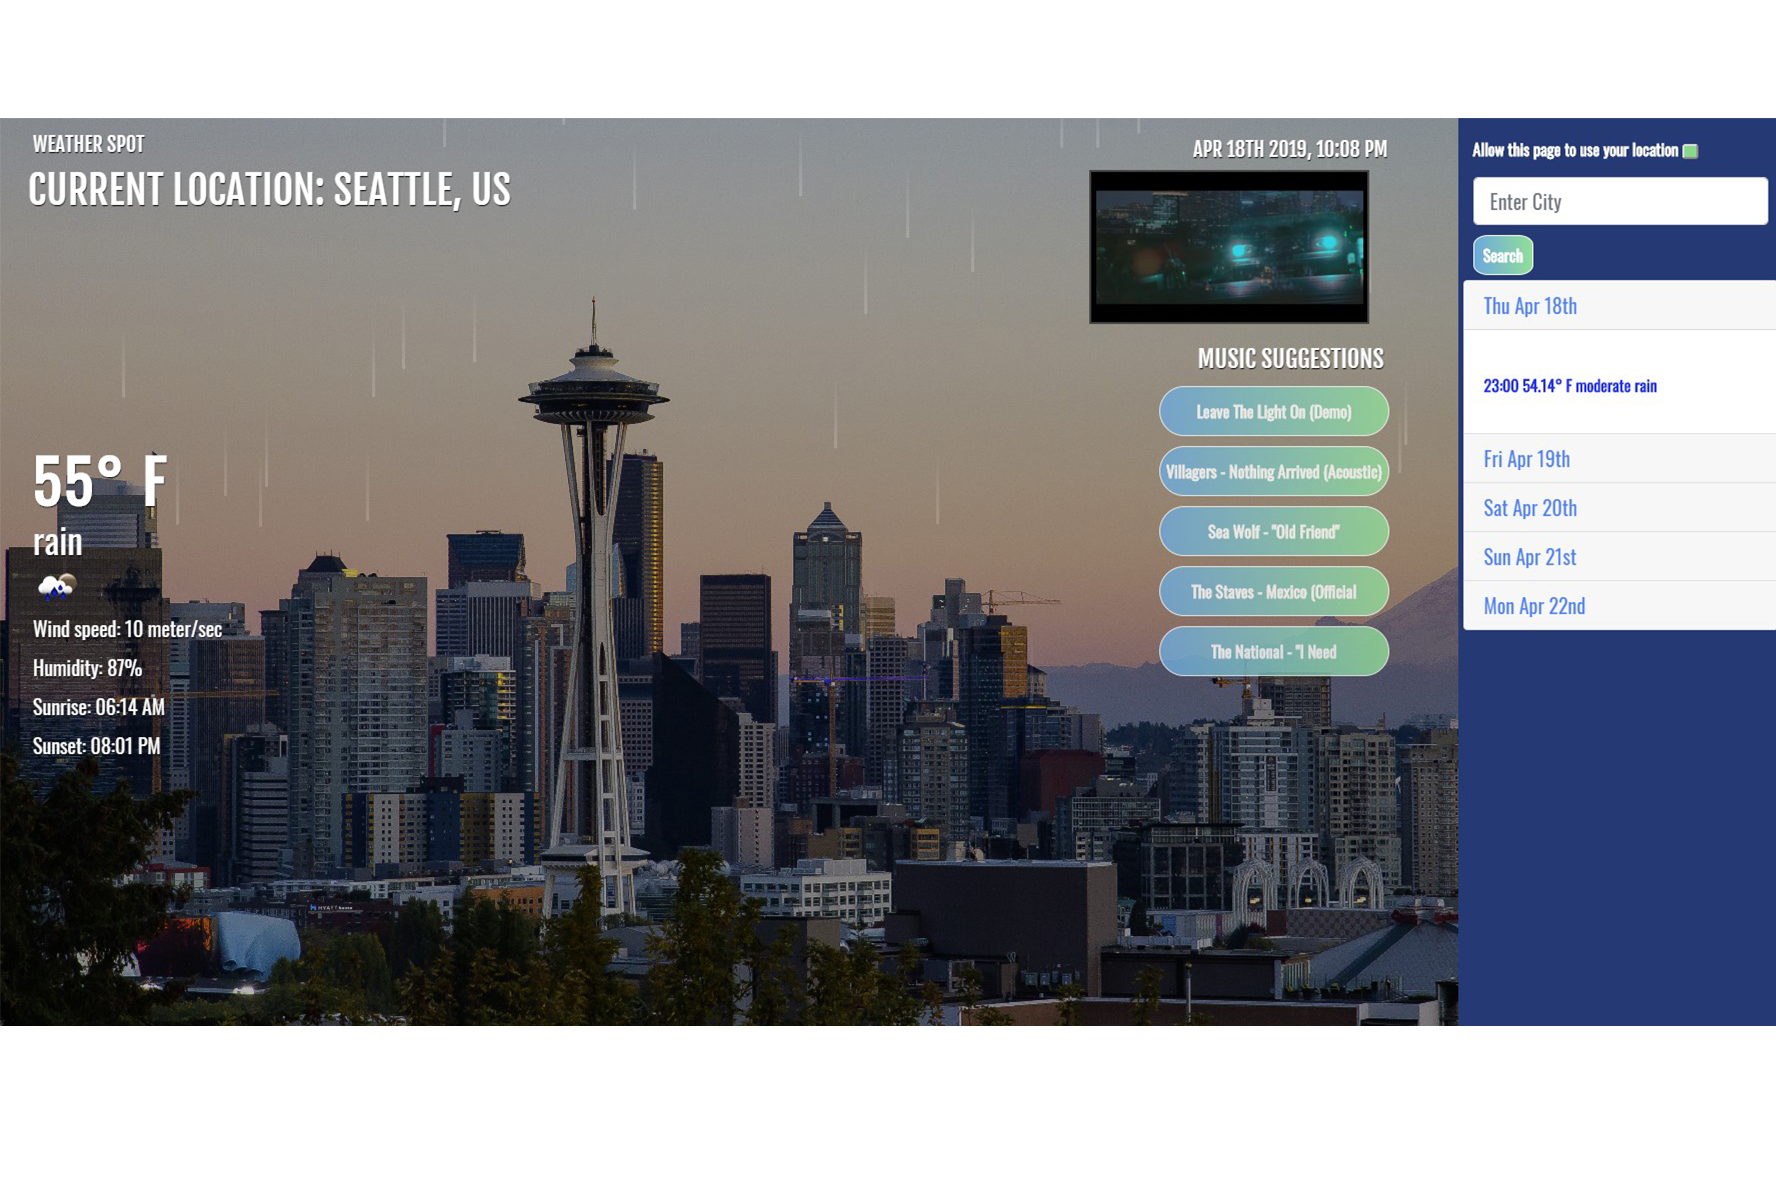 WEATHER SPOT
CURRENT LOCATION: SEATTLE, US
55° F
rain
Wind speed: 10 meter/sec
Humidity: 87%
Sunrise: 06:14 AM
Sunset: 08:01 PM
HYATT house
APR 18TH 2019, 10:08 PM
MUSIC SUGGESTIONS
Leave The Light On (Demo)
Villagers - Nothing Arrived (Acoustic)
Sea Wolf - "Old Friend"
The Staves - Mexico (Official
The National - "I Need
Allow this page to use your location
Enter City
Search
Thu Apr 18th
23:00 54.14° F moderate rain
Fri Apr 19th
Sat Apr 20th
Sun Apr 21st
Mon Apr 22nd